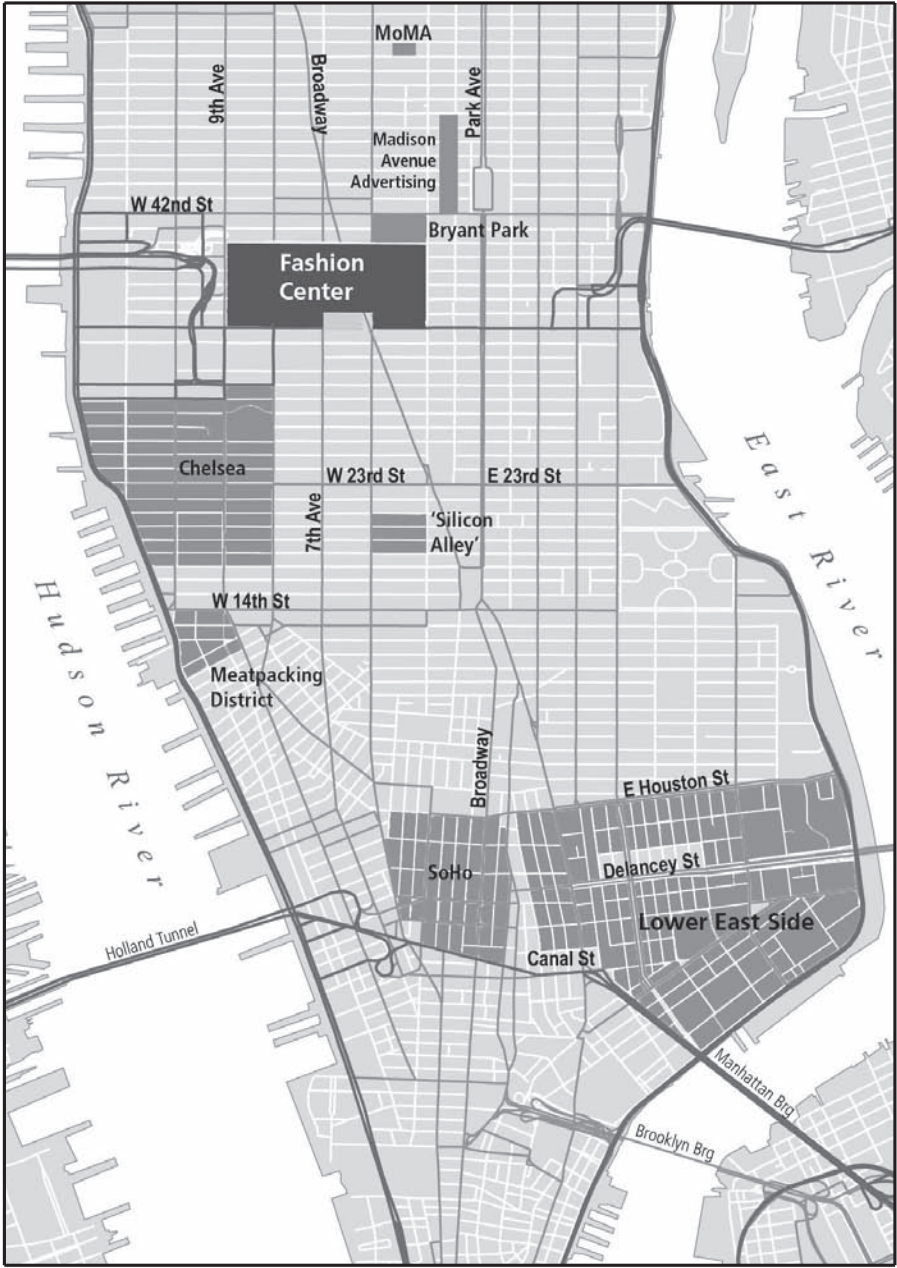 MoMA
9th Ave
Broadway
Park Ave
Madison
Avenue
Advertising
W 42nd St
Bryant Park
Fashion
Center
Chelsea
W 23rd St
E 23rd St
7th Ave
'Silicon
Alley'
East River
W 14th St
Hudson River
Meatpacking
District
Broadway
E Houston St
SoHo
Delancey St
Lower East Side
Holland Tunnel
Canal St
Manhattan Brg
Brooklyn Brg